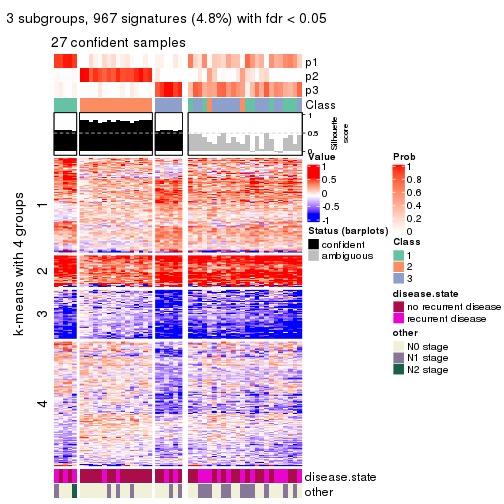 3 subgroups, 967 signatures (4.8%) with fdr < 0.05
27 confident samples
p1
p2
p3
Class
1
0.5
0
Silhouette
score
k-means with 4 groups
1
2
3
4
disease.state
other
Value
1
0.5
0
-0.5
-1
Status (barplots)
confident
ambiguous
Prob
1
0.8
0.6
0.4
0.2
0
Class
1
2
3
disease.state
no recurrent disease
recurrent disease
other
N0 stage
N1 stage
N2 stage